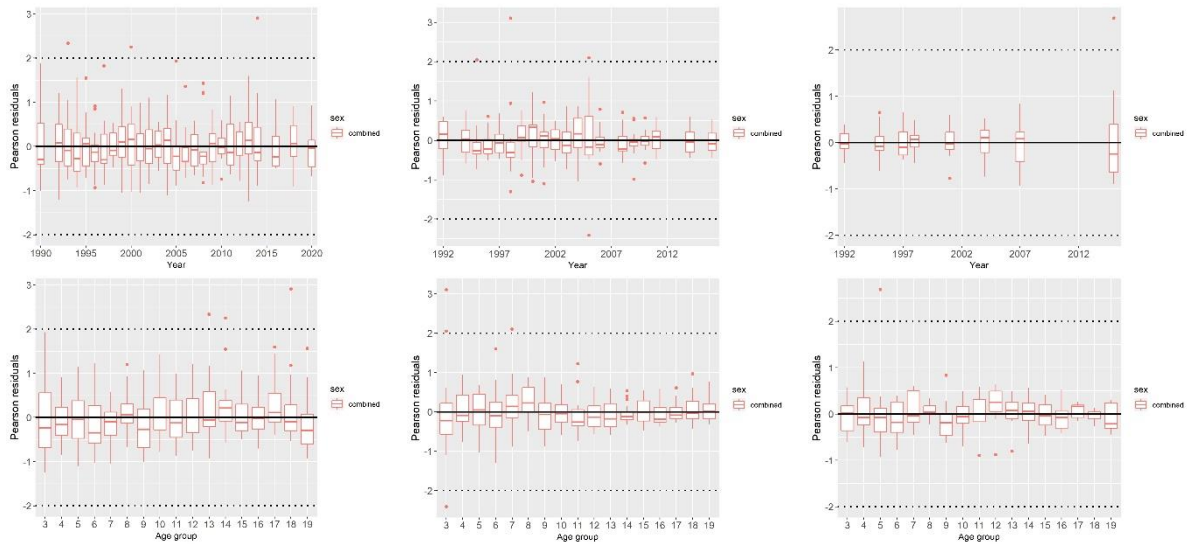 3
2
1
0
-1
-2
Pearson residuals
1990
1995
2000
2005
2010
2015
2020
Year
sex
combined
3
2
1
0
-1
-2
Pearson residuals
1992
1997
2002
2007
2012
Year
sex
combined
2
1
0
-1
-2
Pearson residuals
1992
1997
2002
2007
2012
Year
sex
combined
3
2
1
0
-1
-2
Pearson residuals
3 4 5 6 7 8 9 10 11 12 13 14 15 16 17 18 19
Age group
sex
combined
3
2
1
0
-1
-2
Pearson residuals
3 4 5 6 7 8 9 10 11 12 13 14 15 16 17 18 19
Age group
sex
combined
2
1
0
-1
-2
Pearson residuals
3 4 5 6 7 8 9 10 11 12 13 14 15 16 17 18 19
Age group
sex
combined